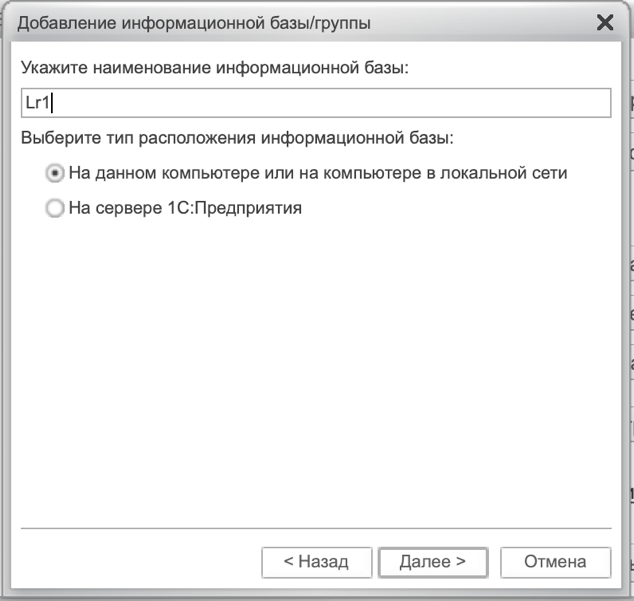 Добавление информационной базы/группы
Укажите наименование информационной базы:
Lr1
Выберите тип расположения информационной базы:
На данном компьютере или на компьютере в локальной сети
На сервере 1С:Предприятия
< Назад
Далее >
Отмена